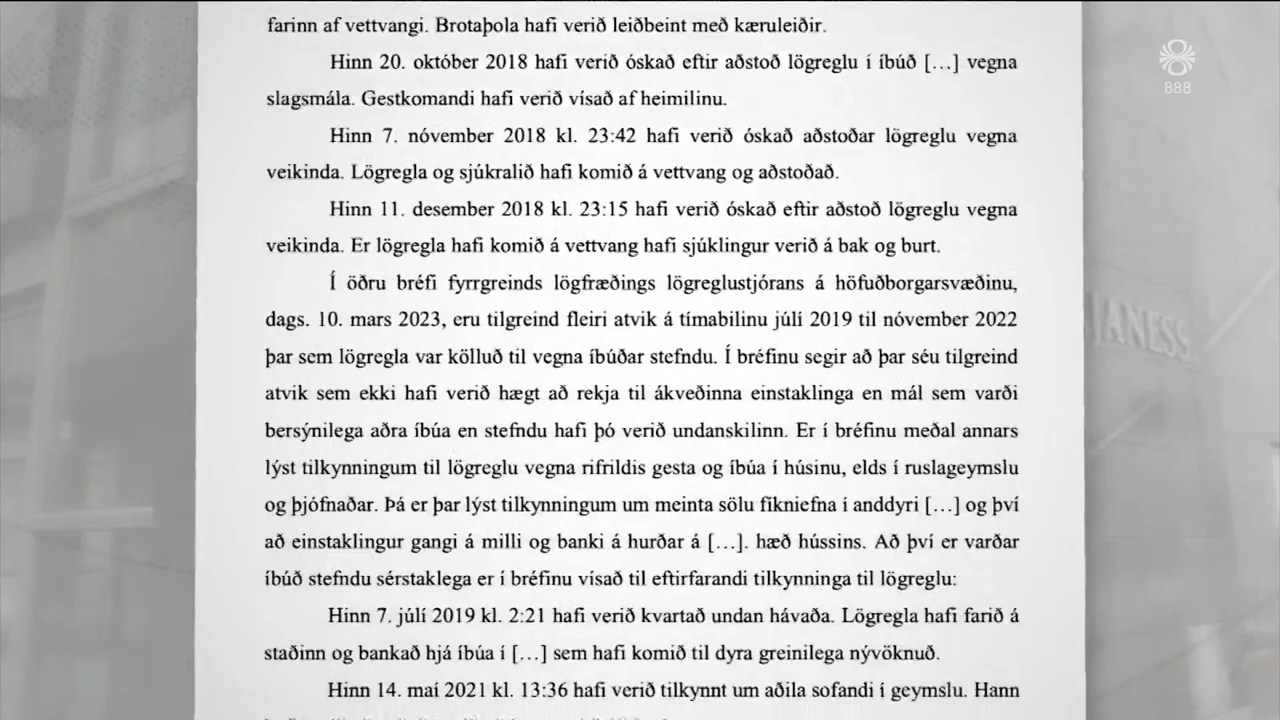 farinn af vettvangi. Brotaþola hafi verið leiðbeint með kæruleiðir.
Hinn 20. október 2018 hafi verið óskað eftir aðstoð lögreglu í íbúð […] vegna
slagsmála. Gestkomandi hafi verið vísað af heimilinu.
Hinn 7. nóvember 2018 kl. 23:42 hafi verið óskað aðstoðar lögreglu vegna
veikinda. Lögregla og sjúkralið hafi komið á vettvang og aðstoðað.
Hinn 11. desember 2018 kl. 23:15 hafi verið óskað eftir aðstoð lögreglu vegna
veikinda. Er lögregla hafi komið á vettvang hafi sjúklingur verið á bak og burt.
Í öðru bréfi fyrrgreinds lögfræðings lögreglustjórans á höfuðborgarsvæðinu,
dags. 10. mars 2023, eru tilgreind fleiri atvik á tímabilinu júlí 2019 til nóvember 2022
þar sem lögregla var kölluð til vegna íbúðar stefndu. Í bréfinu segir að þar séu tilgreind
atvik sem ekki hafi verið hægt að rekja til ákveðinna einstaklinga en mál sem varði
bersýnilega aðra íbúa en stefndu hafi þó verið undanskilinn. Er í bréfinu meðal annars
lýst tilkynningum til lögreglu vegna rifrildis gesta og íbúa í húsinu, elds í ruslageymslu
og þjófnaðar. Þá er þar lýst tilkynningum um meinta sölu fíkniefna í anddyri […] og því
að einstaklingur gangi á milli og banki á hurðar á […]. hæð hússins. Að því er varðar
íbúð stefndu sérstaklega er í bréfinu vísað til eftirfarandi tilkynninga til lögreglu:
Hinn 7. júlí 2019 kl. 2:21 hafi verið kvartað undan hávaða. Lögregla hafi farið á
staðinn og bankað hjá íbúa í […] sem hafi komið til dyra greinilega nývöknuð.
Hinn 14. maí 2021 kl. 13:36 hafi verið tilkynnt um aðila sofandi í geymslu. Hann
888
JANESS